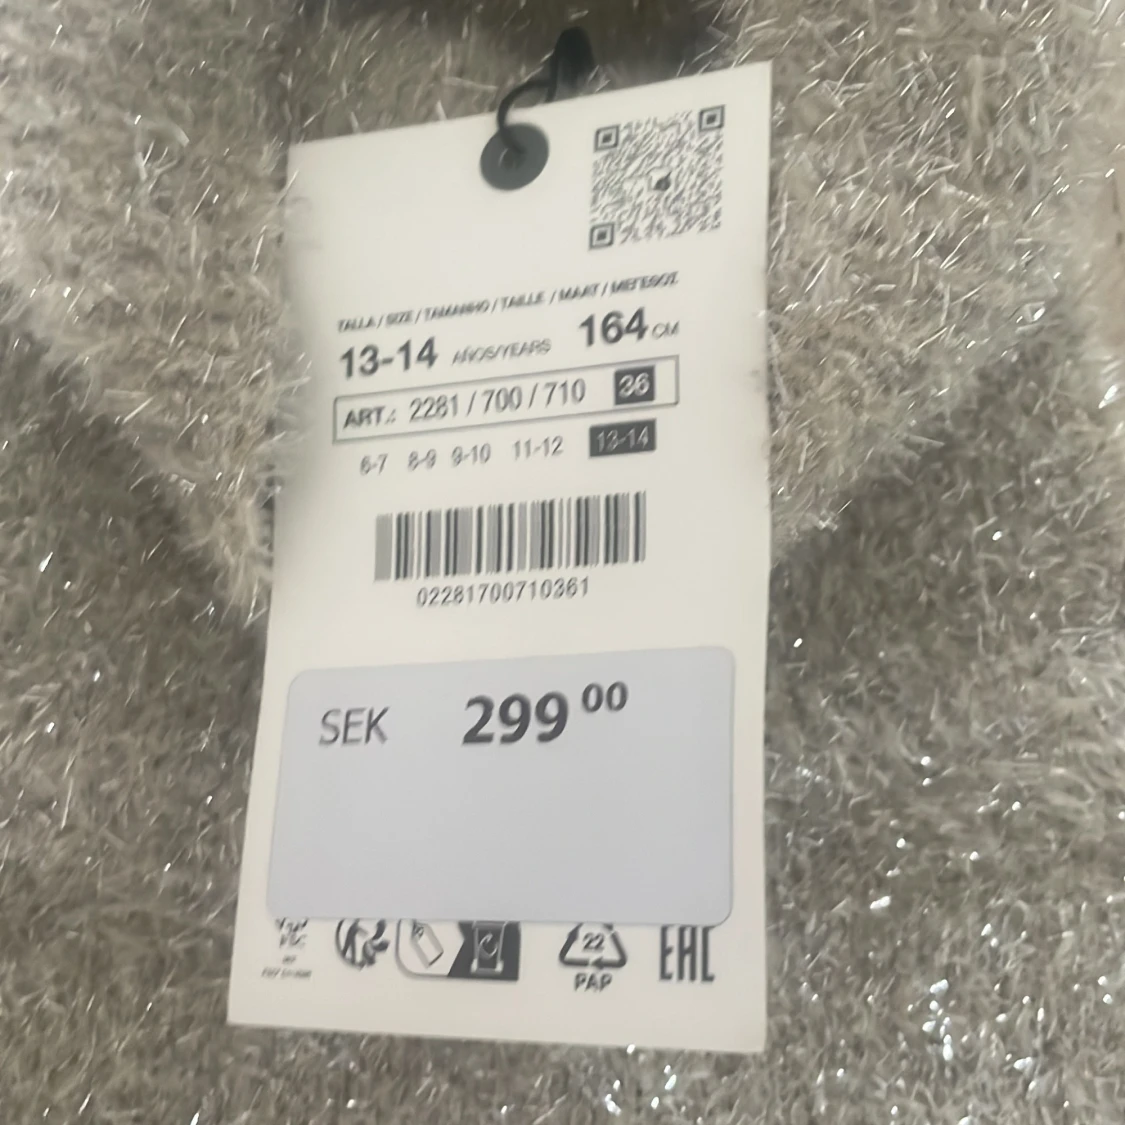 TALLA / SIZE / TAMANHO / TAILLE / MAAT / ΜΕΓΕΘΟΣ
13-14 AÑOS/YEARS 164 CM
ART.: 2281 / 700 / 710 36
6-7 8-9 9-10 11-12 13-14
02281700710361
SEK 299 00
22
PAP
EAC